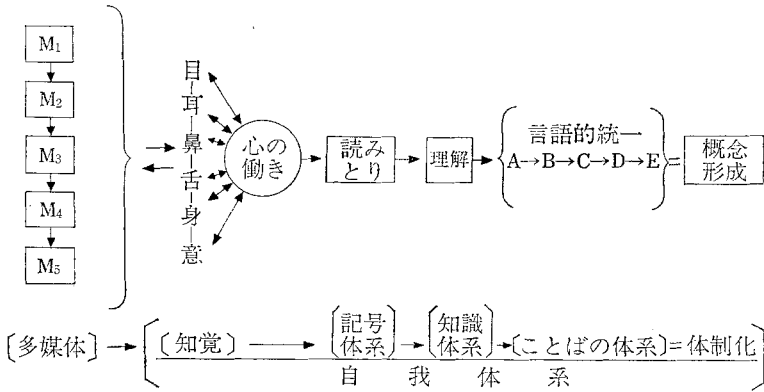 M₁
M₂
M₃
M₄
M₅
目
耳
鼻
舌
身
意
心の
働き
読み
とり
理解
言語的統一
A→B→C→D→E
=
概念
形成
〔多媒体〕→〔〔知覚〕→〔記号体系〕→〔知識体系〕→〔ことばの体系〕=体制化〕
自我体系